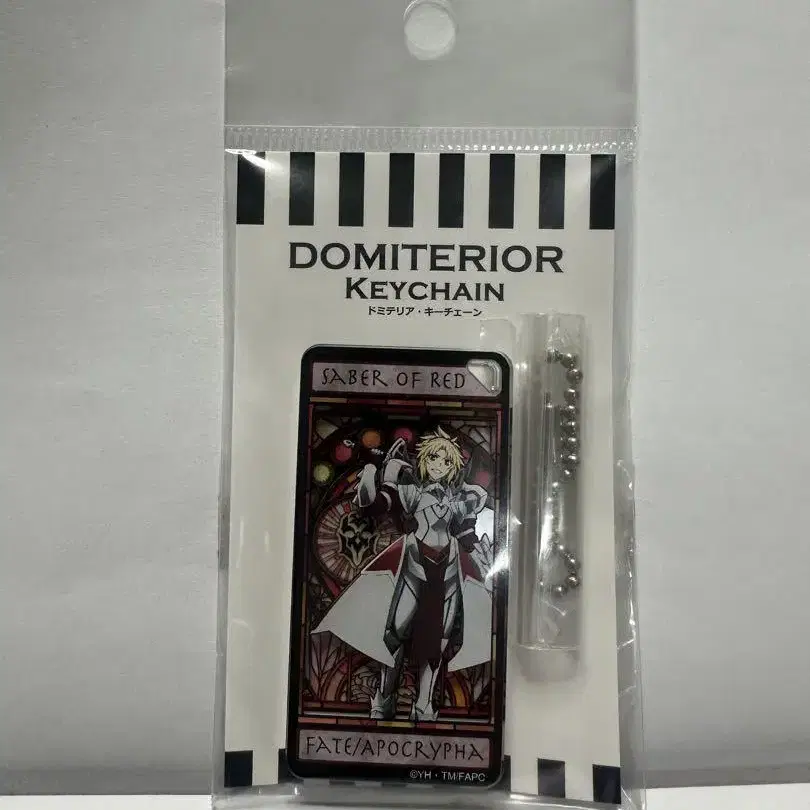 DOMITERIOR
KEYCHAIN
ドミテリア・キーチェーン
SABER OF RED
FATE/APOCRYPHA
©YH・TM/FAPC